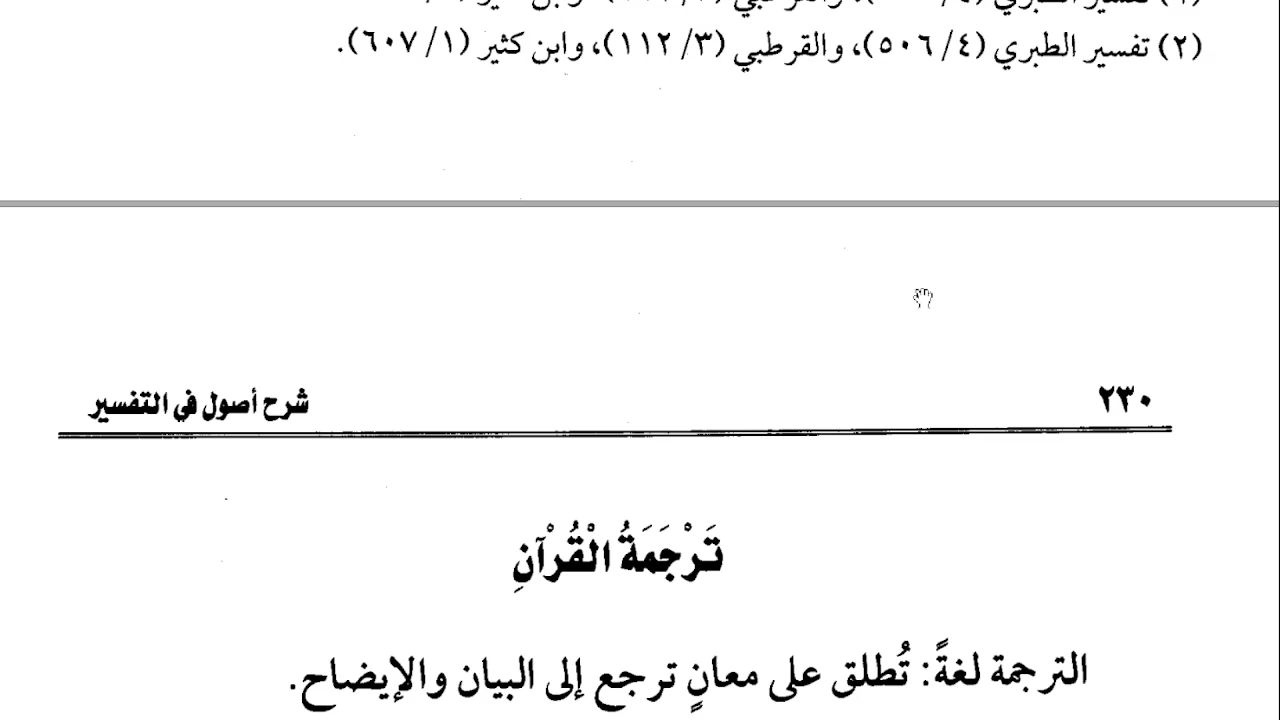 (٢) تفسير الطبري (٤/ ٥٠٦)، والقرطبي (٣/ ١١٢)، وابن كثير (١/ ٦٠٧).
٢٣٠
شرح أصول في التفسير
تَرْجَمَةُ الْقُرْآنِ
الترجمة لغةً: تُطلق على معانٍ ترجع إلى البيان والإيضاح.